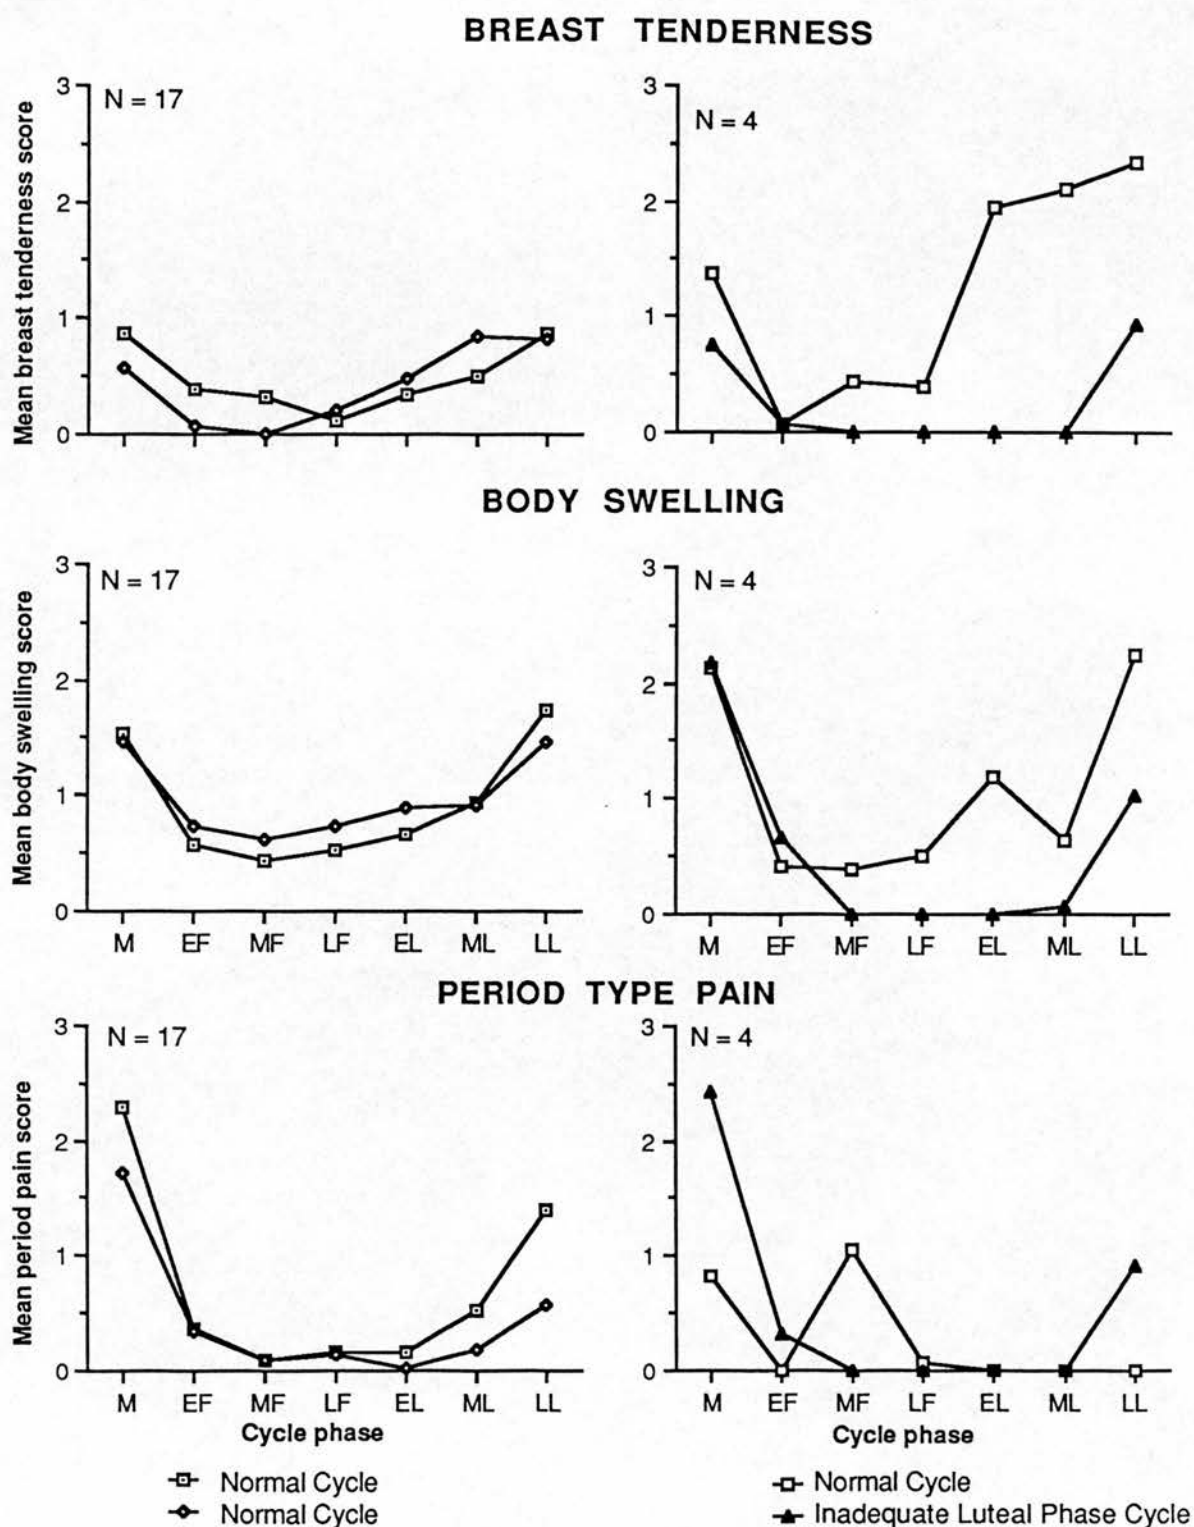 BREAST TENDERNESS
Mean breast tenderness score
3
2
1
0
N = 17
3
2
1
0
N = 4
BODY SWELLING
Mean body swelling score
3
2
1
0
N = 17
M EF MF LF EL ML LL
3
2
1
0
N = 4
M EF MF LF EL ML LL
PERIOD TYPE PAIN
Mean period pain score
3
2
1
0
N = 17
M EF MF LF EL ML LL
Cycle phase
3
2
1
0
N = 4
M EF MF LF EL ML LL
Cycle phase
Normal Cycle
Normal Cycle
Normal Cycle
Inadequate Luteal Phase Cycle